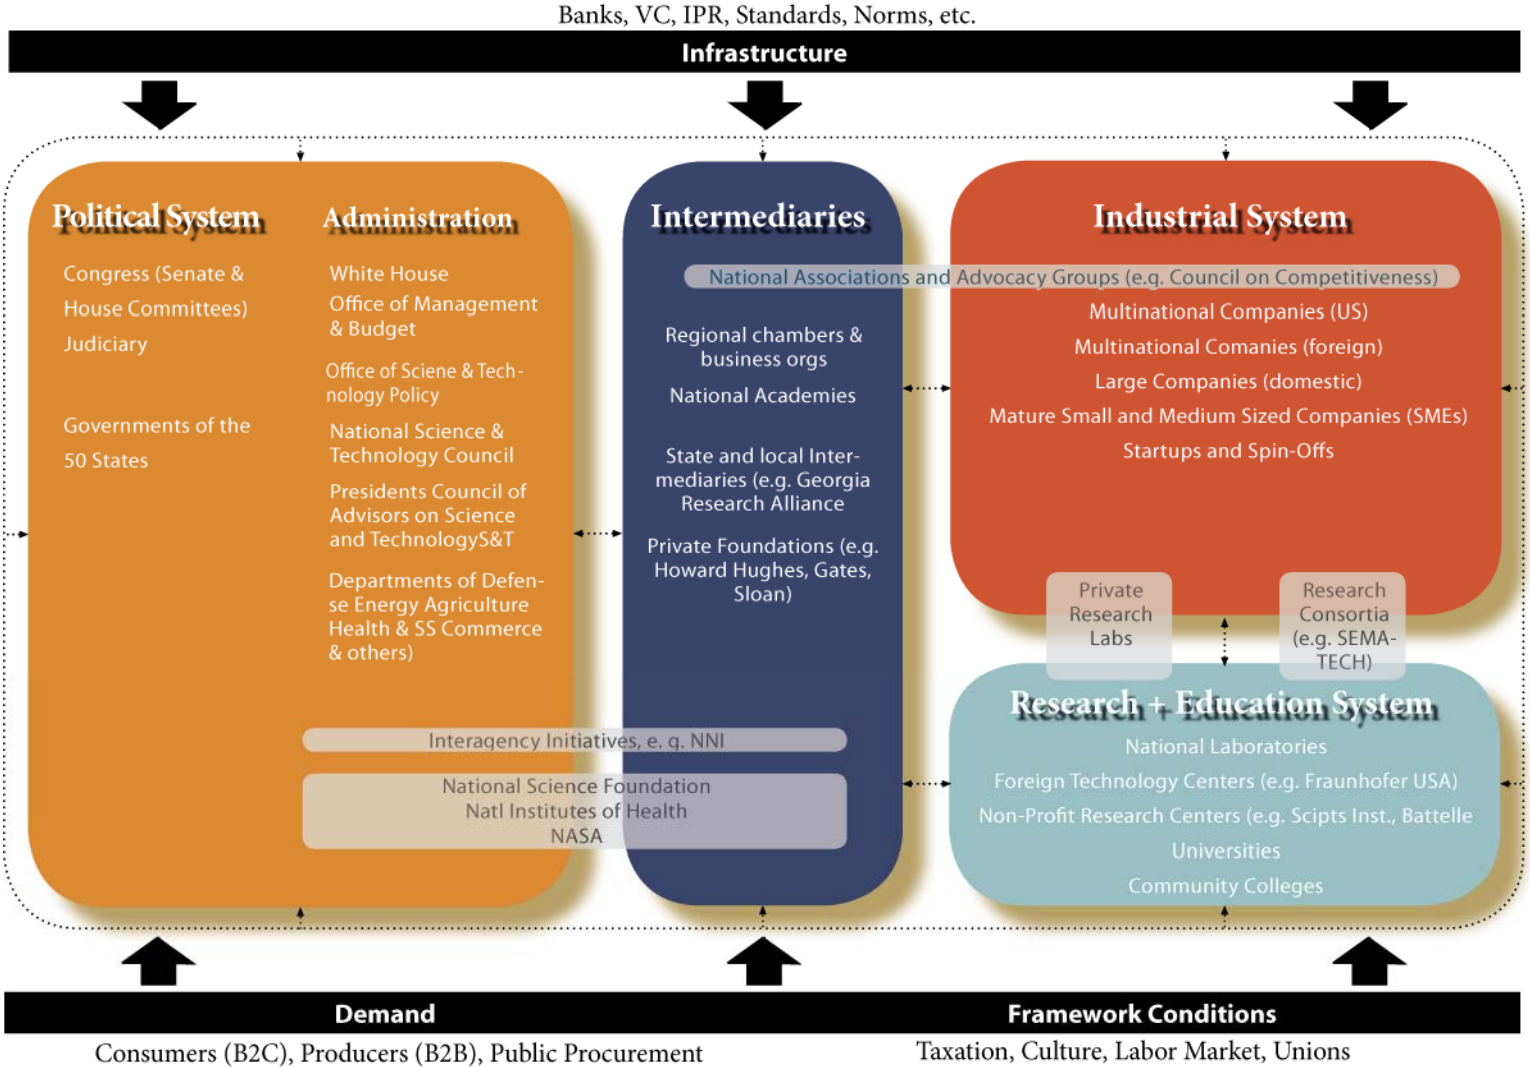 Banks, VC, IPR, Standards, Norms, etc.
Infrastructure
Political System
Congress (Senate &
House Committees)
Judiciary
Governments of the
50 States
Administration
White House
Office of Management
& Budget
Office of Sciene & Tech-
nology Policy
National Science &
Technology Council
Presidents Council of
Advisors on Science
and TechnologyS&T
Departments of Defen-
se Energy Agriculture
Health & SS Commerce
& others)
Interagency Initiatives, e. g. NNI
National Science Foundation
Natl Institutes of Health
NASA
Intermediaries
National Associations and Advocacy Groups (e.g. Council on Competitiveness)
Regional chambers &
business orgs
National Academies
State and local Inter-
mediaries (e.g. Georgia
Research Alliance
Private Foundations (e.g.
Howard Hughes, Gates,
Sloan)
Industrial System
Multinational Companies (US)
Multinational Comanies (foreign)
Large Companies (domestic)
Mature Small and Medium Sized Companies (SMEs)
Startups and Spin-Offs
Private
Research
Labs
Research
Consortia
(e.g. SEMA-
TECH)
Research + Education System
National Laboratories
Foreign Technology Centers (e.g. Fraunhofer USA)
Non-Profit Research Centers (e.g. Scipts Inst., Battelle
Universities
Community Colleges
Demand
Consumers (B2C), Producers (B2B), Public Procurement
Framework Conditions
Taxation, Culture, Labor Market, Unions